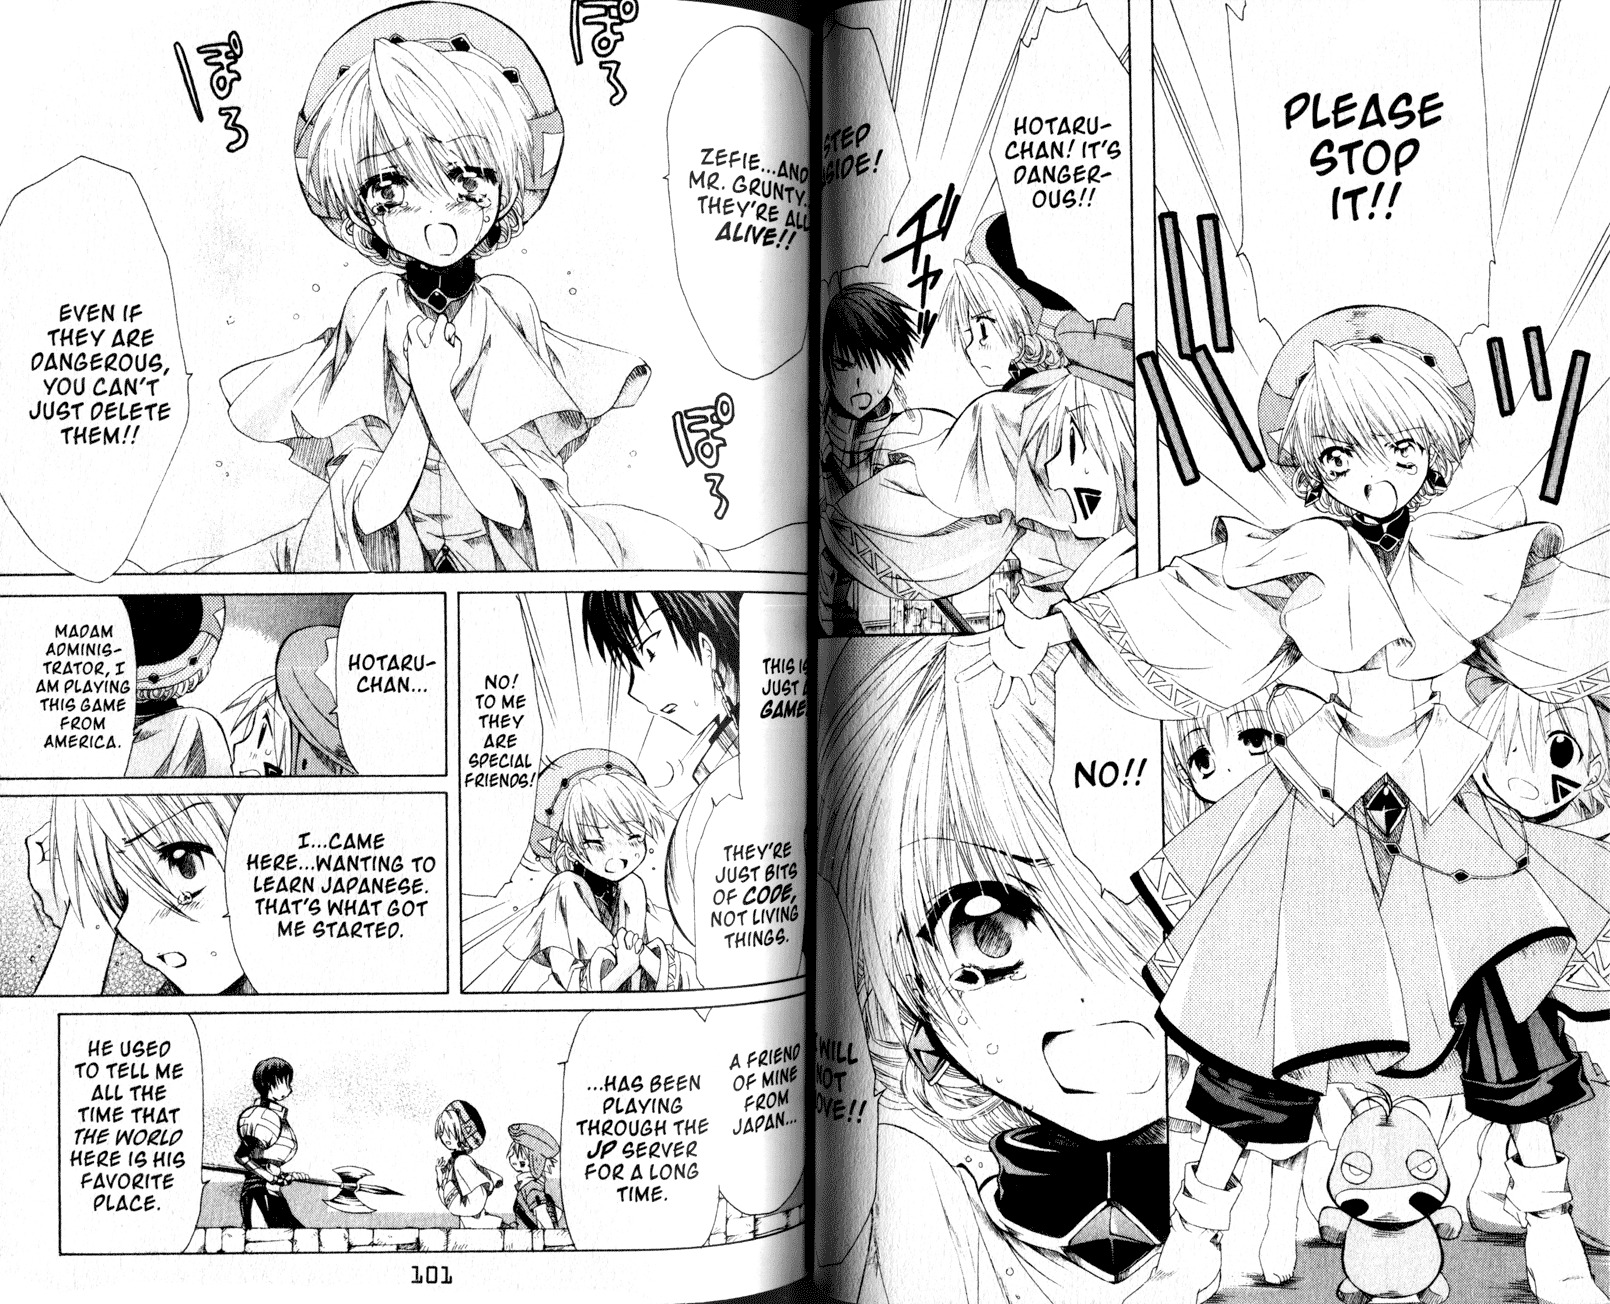 PLEASE
STOP
IT!!
HOTARU-
CHAN! IT'S
DANGER-
OUS!!
STEP
ASIDE!
ギャッ
NO!!
WILL
NOT
MOVE!!
ZEFIE...AND
MR. GRUNTY...
THEY'RE ALL
ALIVE!!
ぽろ
ぽろ
ぽろ
EVEN IF
THEY ARE
DANGEROUS,
YOU CAN'T
JUST DELETE
THEM!!
THIS IS
JUST A
GAME!
THEY'RE
JUST BITS
OF CODE,
NOT LIVING
THINGS.
NO!
TO ME
THEY
ARE
SPECIAL
FRIENDS!
HOTARU-
CHAN...
MADAM
ADMINIS-
TRATOR, I
AM PLAYING
THIS GAME
FROM
AMERICA.
I...CAME
HERE...WANTING TO
LEARN JAPANESE.
THAT'S WHAT GOT
ME STARTED.
A FRIEND
OF MINE
FROM
JAPAN...
...HAS BEEN
PLAYING
THROUGH THE
JP SERVER
FOR A LONG
TIME.
HE USED
TO TELL ME
ALL THE
TIME THAT
THE WORLD
HERE IS HIS
FAVORITE
PLACE.
101